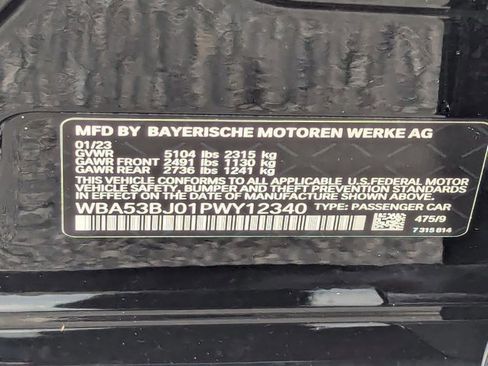 MFD BY BAYERISCHE MOTOREN WERKE AG
01/23
GVWR 5104 lbs 2315 kg
GAWR FRONT 2491 lbs 1130 kg
GAWR REAR 2736 lbs 1241 kg
THIS VEHICLE CONFORMS TO ALL APPLICABLE U.S.FEDERAL MOTOR
VEHICLE SAFETY, BUMPER AND THEFT PREVENTION
STANDARDS IN EFFECT ON THE DATE OF MANUFACTURE SHOWN ABOVE.
WBA53BJ01PWY12340 TYPE: PASSENGER CAR
475/9
7 315 814